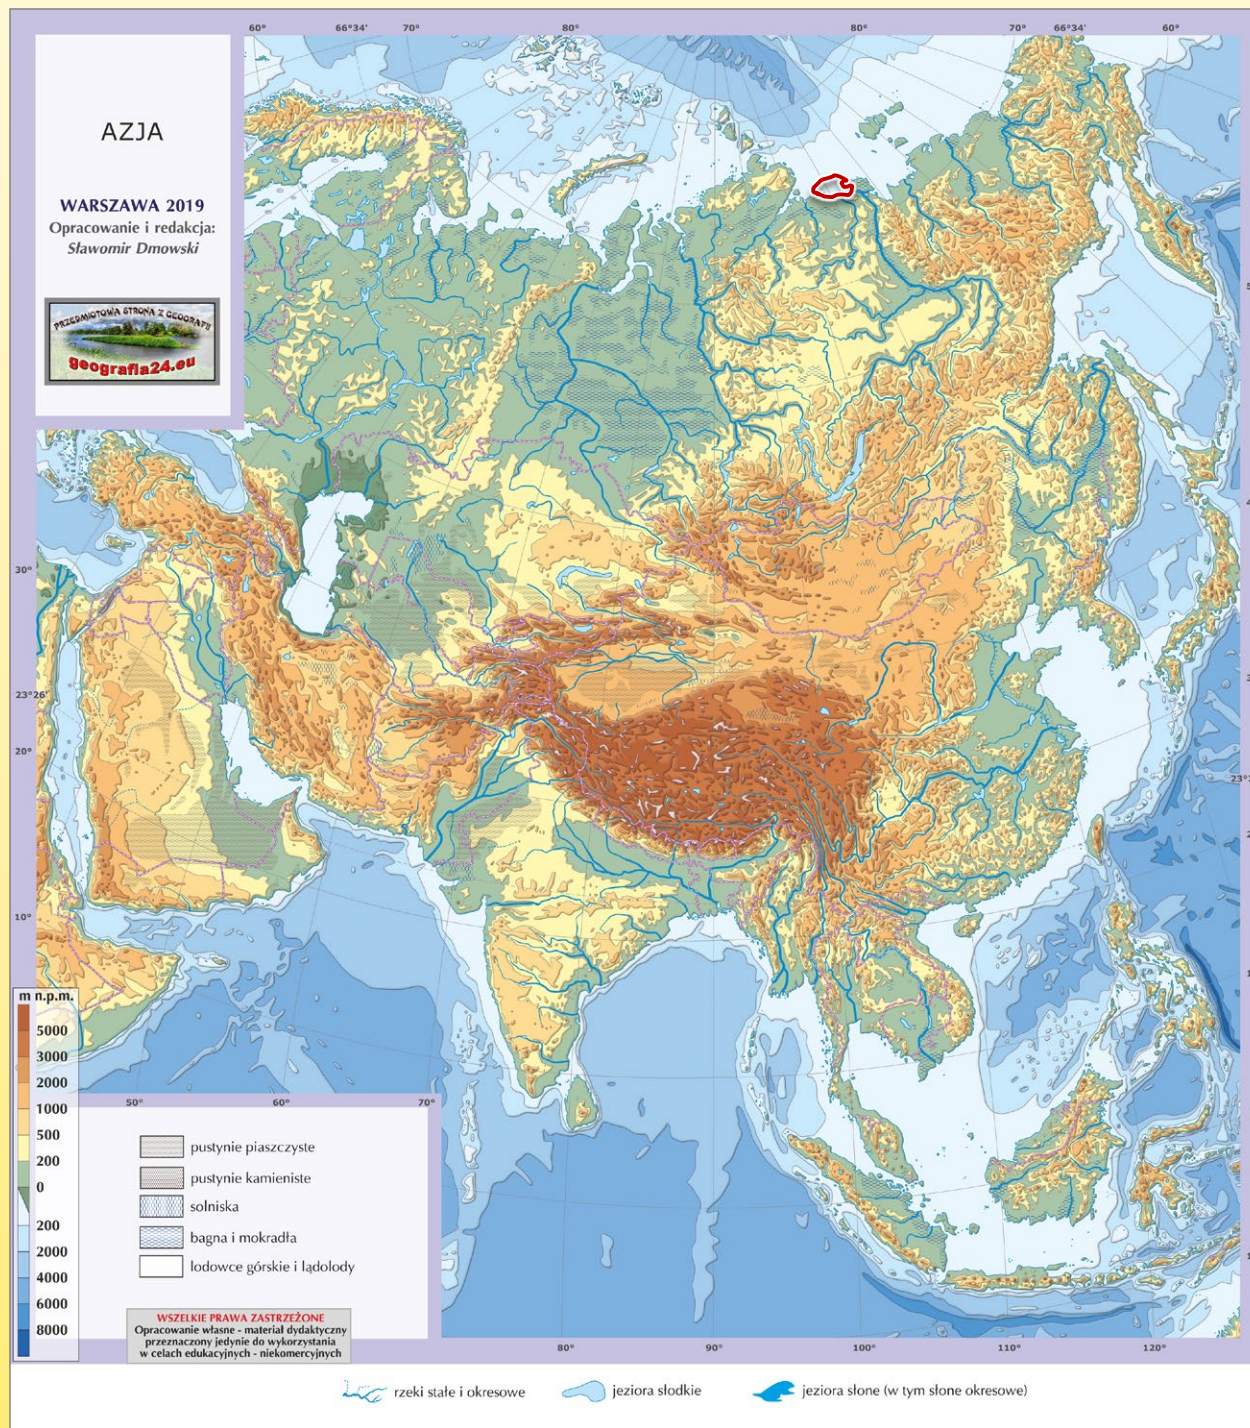 60° 66°34' 70° 80° 80° 70° 66°34' 60°
AZJA
WARSZAWA 2019
Opracowanie i redakcja:
Sławomir Dmowski
PRZEDMIOTOWA STRONA Z GEOGRAFII
geografia24.eu
30°
23°26'
20°
10°
m n.p.m.
5000
3000
2000
1000
500
200
0
200
2000
4000
6000
8000
50° 60° 70°
pustynie piaszczyste
pustynie kamieniste
solniska
bagna i mokradła
lodowce górskie i lądolody
WSZELKIE PRAWA ZASTRZEŻONE
Opracowanie własne - materiał dydaktyczny
przeznaczony jedynie do wykorzystania
w celach edukacyjnych - niekomercyjnych
80° 90° 100° 110° 120°
rzeki stałe i okresowe jeziora słodkie jeziora słone (w tym słone okresowe)